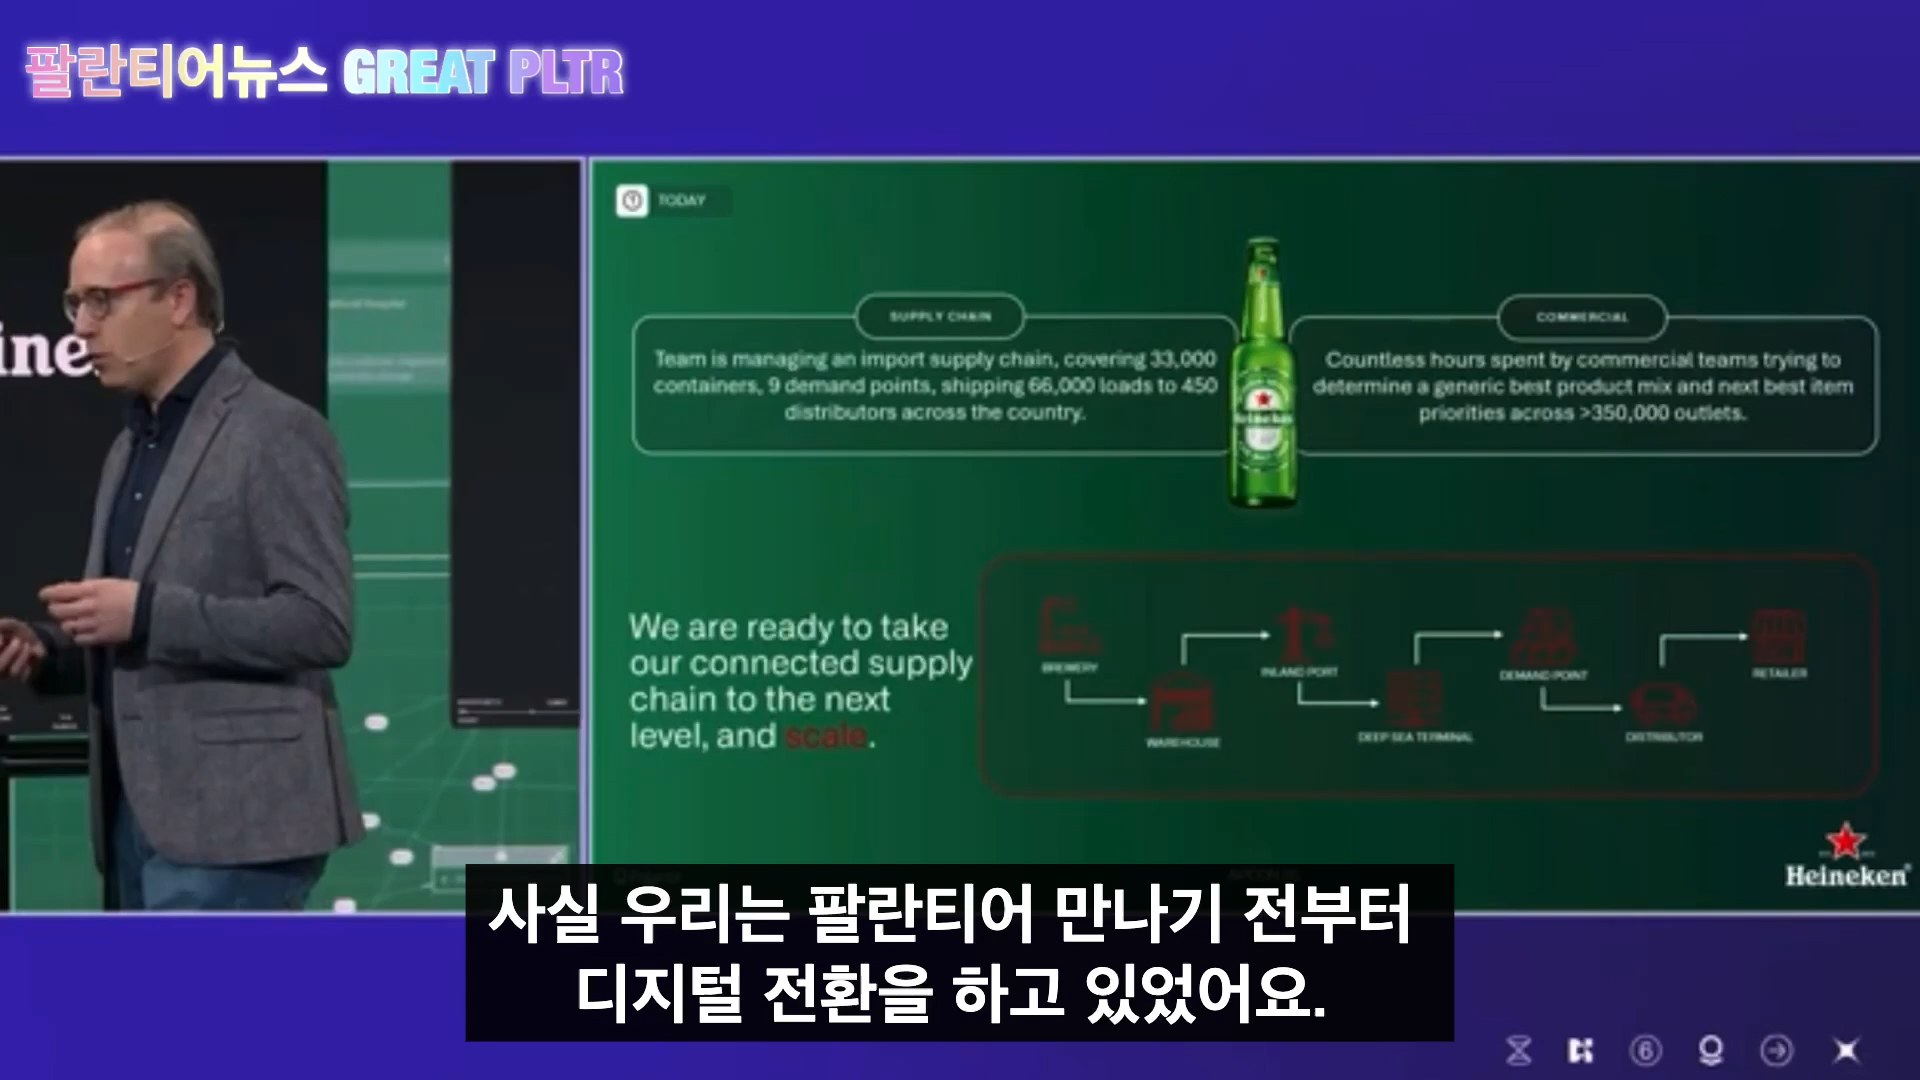 팔란티어뉴스 GREAT PLTR
TODAY
SUPPLY CHAIN
Team is managing an import supply chain, covering 33,000
containers, 9 demand points, shipping 66,000 loads to 450
distributors across the country.
COMMERCIAL
Countless hours spent by commercial teams trying to
determine a generic best product mix and next best item
priorities across >350,000 outlets.
Heineken
We are ready to take
our connected supply
chain to the next
level, and scale.
BREWERY
WAREHOUSE
INLAND PORT
DEEP SEA TERMINAL
DEMAND POINT
DISTRIBUTOR
RETAILER
Heineken
ine
사실 우리는 팔란티어 만나기 전부터
디지털 전환을 하고 있었어요.
6